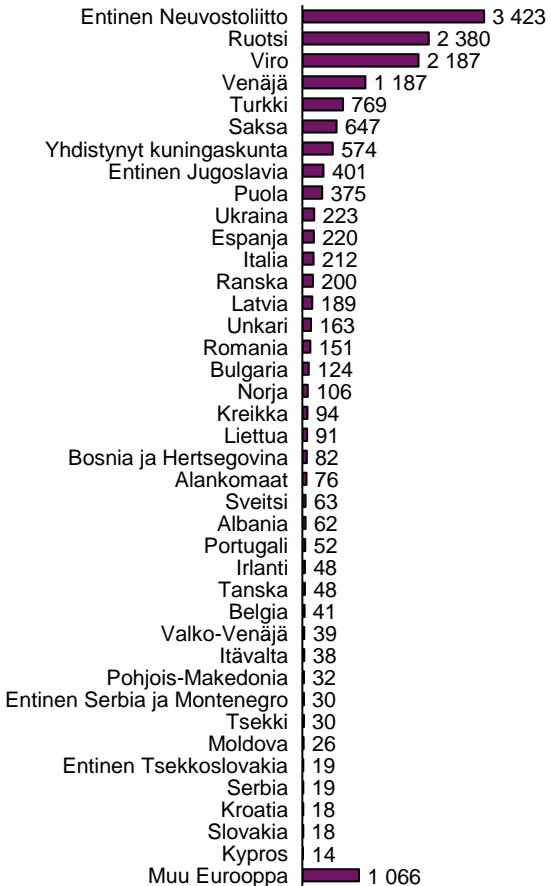 Entinen Neuvostoliitto 3 423
Ruotsi 2 380
Viro 2 187
Venäjä 1 187
Turkki 769
Saksa 647
Yhdistynyt kuningaskunta 574
Entinen Jugoslavia 401
Puola 375
Ukraina 223
Espanja 220
Italia 212
Ranska 200
Latvia 189
Unkari 163
Romania 151
Bulgaria 124
Norja 106
Kreikka 94
Liettua 91
Bosnia ja Hertsegovina 82
Alankomaat 76
Sveitsi 63
Albania 62
Portugali 52
Irlanti 48
Tanska 48
Belgia 41
Valko-Venäjä 39
Itävalta 38
Pohjois-Makedonia 32
Entinen Serbia ja Montenegro 30
Tsekki 30
Moldova 26
Entinen Tsekkoslovakia 19
Serbia 19
Kroatia 18
Slovakia 18
Kypros 14
Muu Eurooppa 1 066